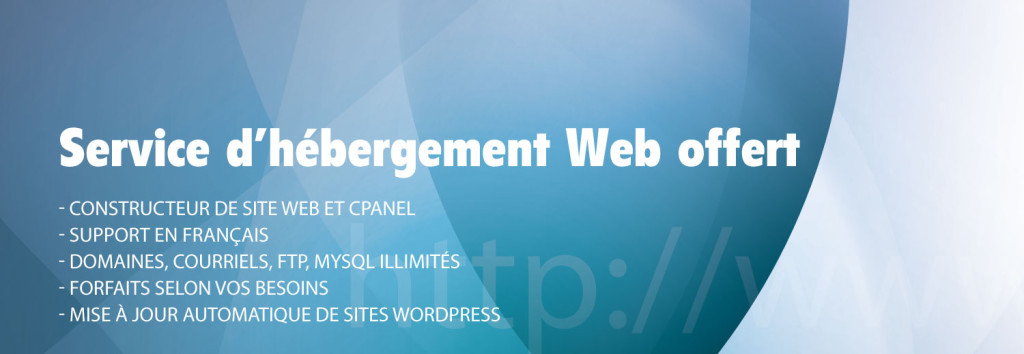 Service d'hébergement Web offert
- CONSTRUCTEUR DE SITE WEB ET CPANEL
- SUPPORT EN FRANÇAIS
- DOMAINES, COURRIELS, FTP, MYSQL ILLIMITÉS
- FORFAITS SELON VOS BESOINS
- MISE À JOUR AUTOMATIQUE DE SITES WORDPRESS
http://ww